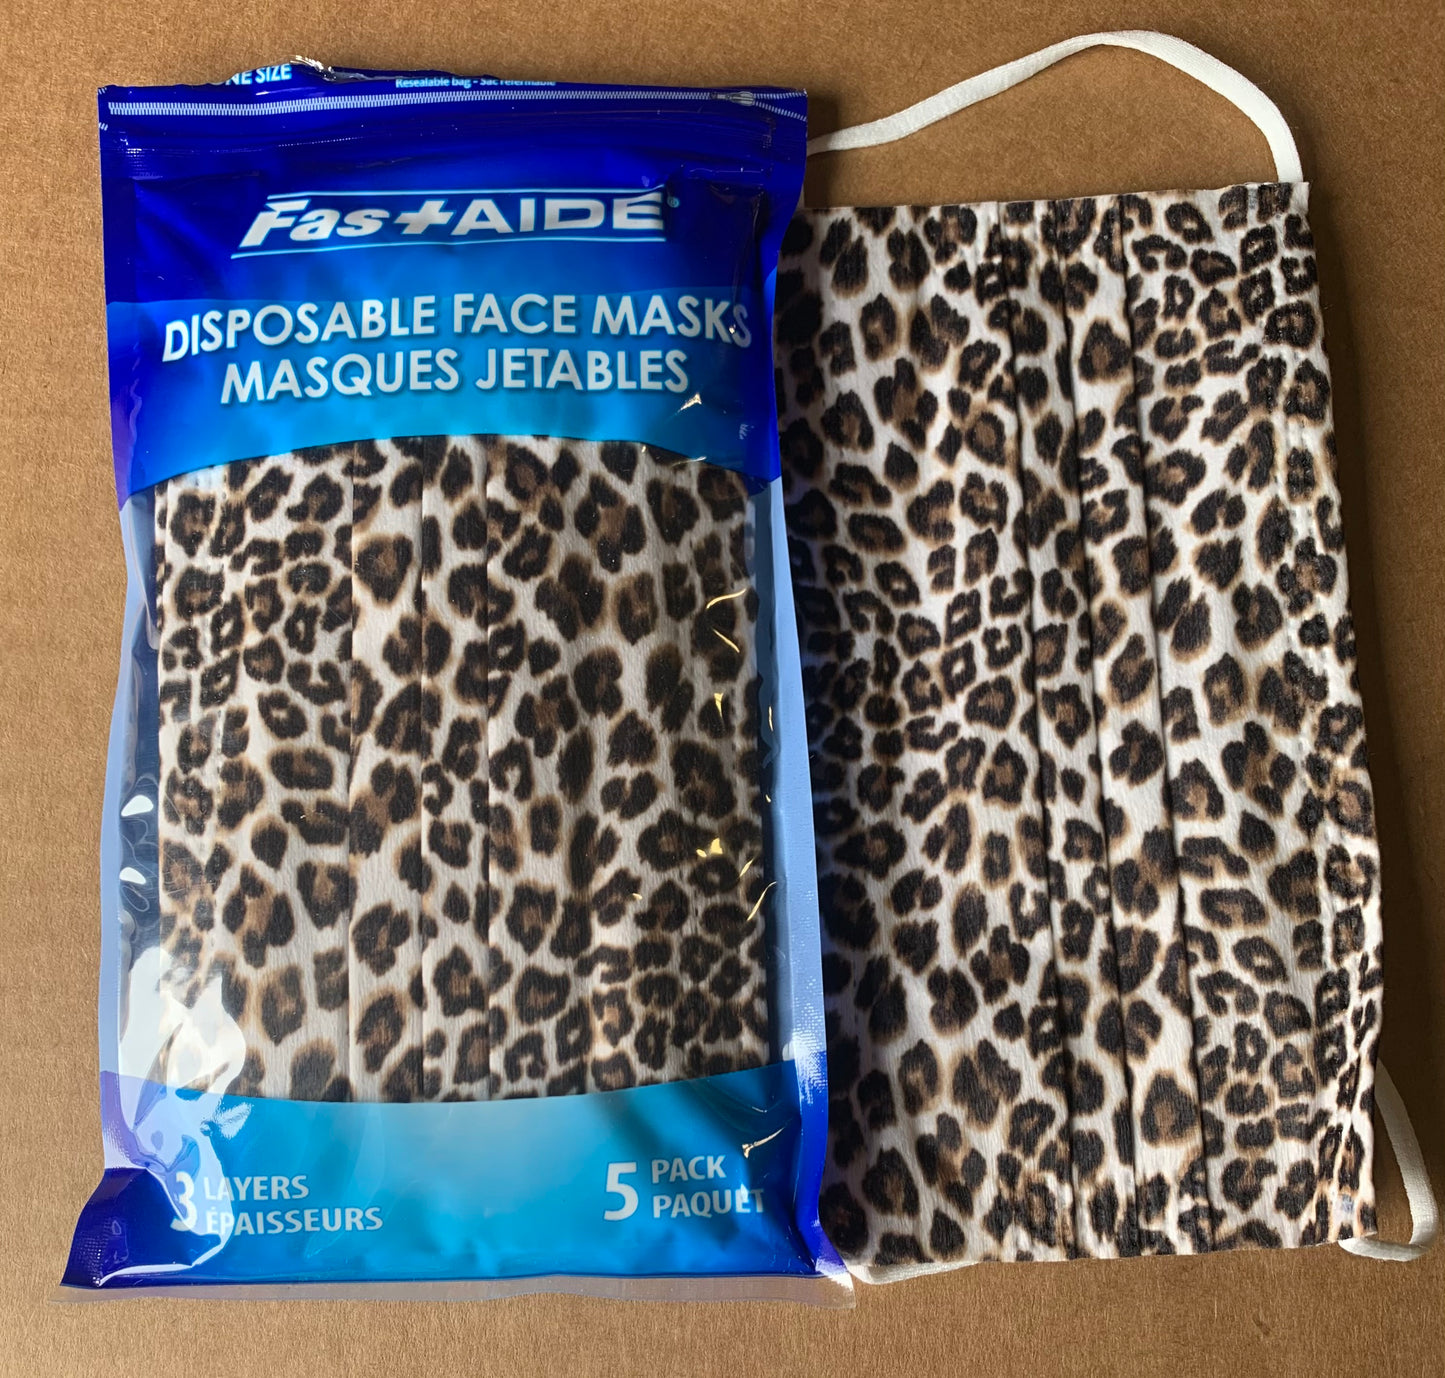 ONE SIZE
Resealable bag - Sac refermable
Fast AIDE®
DISPOSABLE FACE MASKS
MASQUES JETABLES
3 LAYERS
ÉPAISSEURS
5 PACK
PAQUET